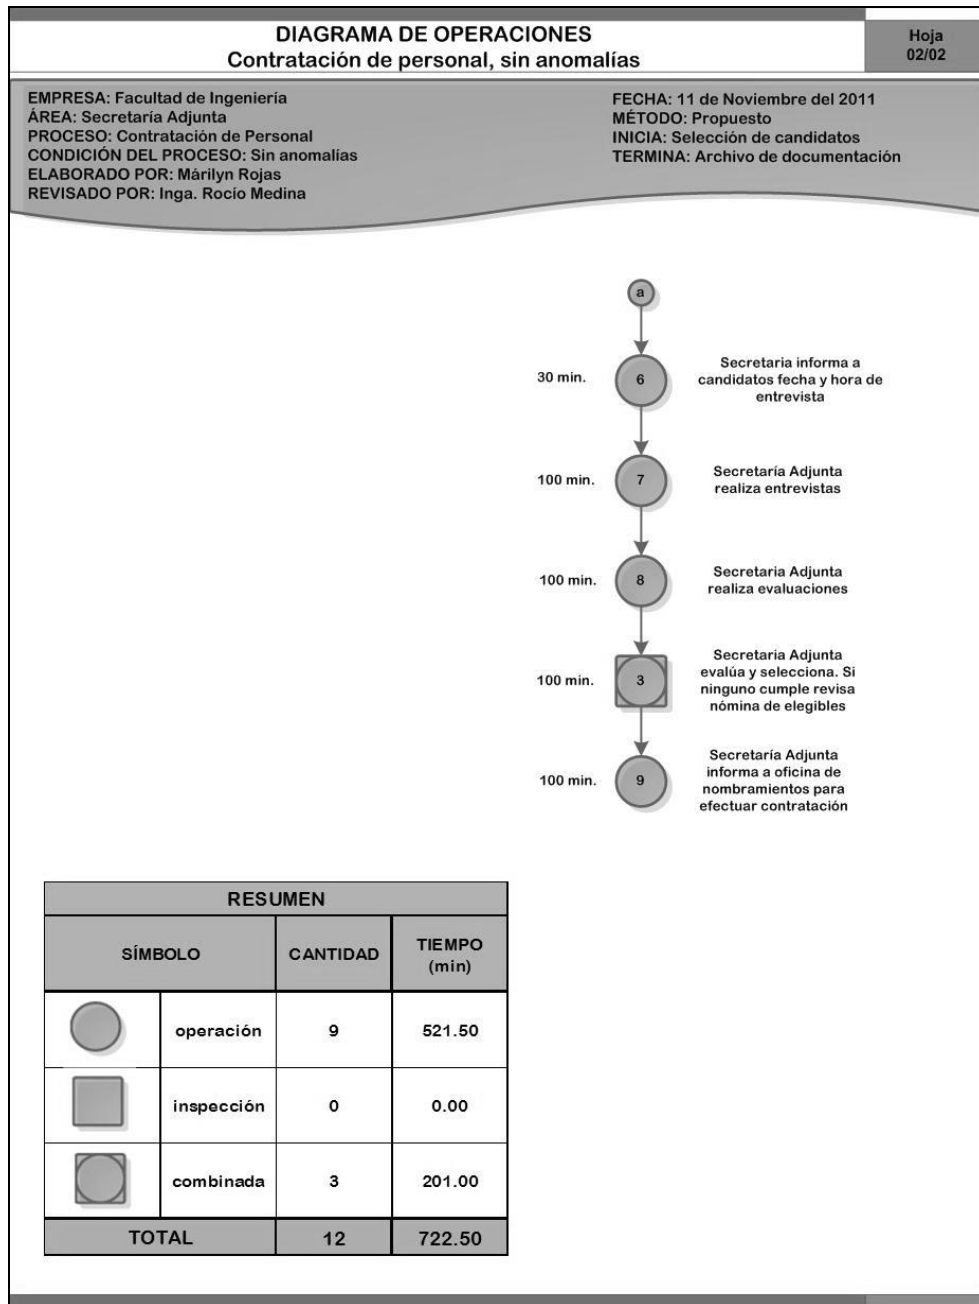 DIAGRAMA DE OPERACIONES
Contratación de personal, sin anomalías
Hoja
02/02
EMPRESA: Facultad de Ingeniería
ÁREA: Secretaría Adjunta
PROCESO: Contratación de Personal
CONDICIÓN DEL PROCESO: Sin anomalías
ELABORADO POR: Márilyn Rojas
REVISADO POR: Inga. Rocío Medina
FECHA: 11 de Noviembre del 2011
MÉTODO: Propuesto
INICIA: Selección de candidatos
TERMINA: Archivo de documentación
a
30 min.
6
Secretaria informa a
candidatos fecha y hora de
entrevista
100 min.
7
Secretaría Adjunta
realiza entrevistas
100 min.
8
Secretaria Adjunta
realiza evaluaciones
100 min.
3
Secretaria Adjunta
evalúa y selecciona. Si
ninguno cumple revisa
nómina de elegibles
100 min.
9
Secretaría Adjunta
informa a oficina de
nombramientos para
efectuar contratación
RESUMEN
SÍMBOLO CANTIDAD TIEMPO
(min)
operación 9 521.50
inspección 0 0.00
combinada 3 201.00
TOTAL 12 722.50